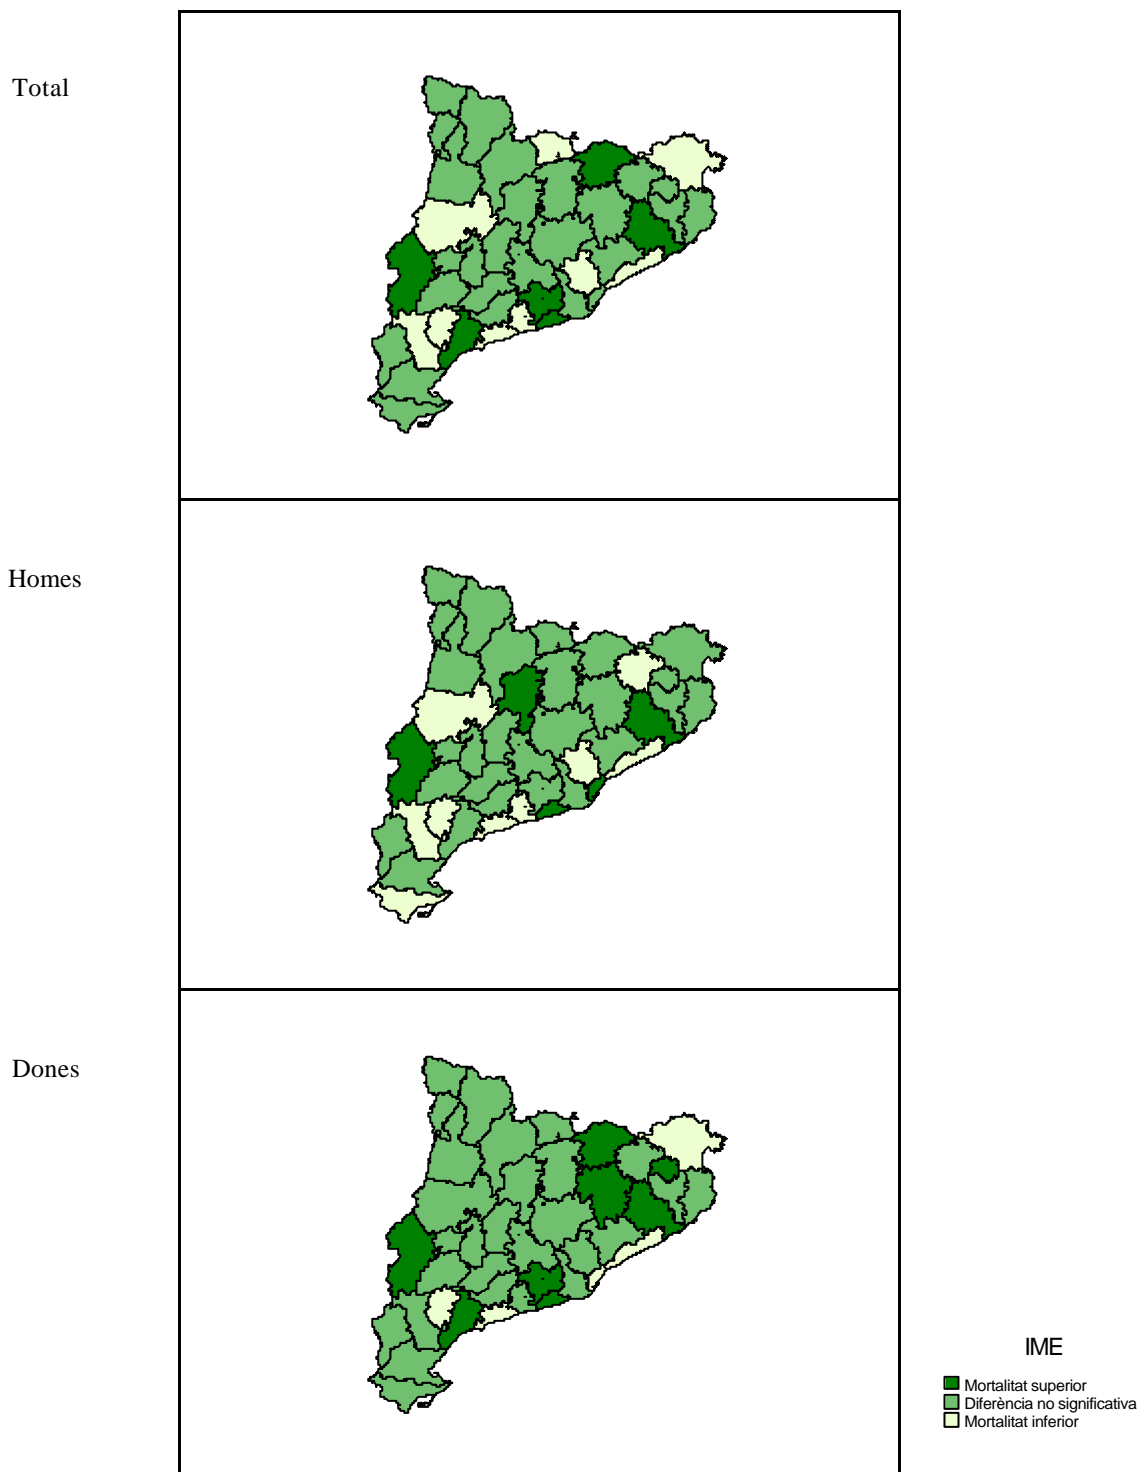 Total
Homes
Dones
IME
Mortalitat superior
Diferència no significativa
Mortalitat inferior